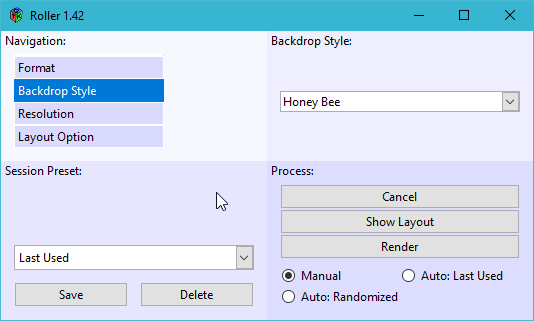 Roller 1.42
Navigation:
Format
Backdrop Style
Resolution
Layout Option
Backdrop Style:
Honey Bee
Session Preset:
Last Used
Save
Delete
Process:
Cancel
Show Layout
Render
Manual
Auto: Last Used
Auto: Randomized